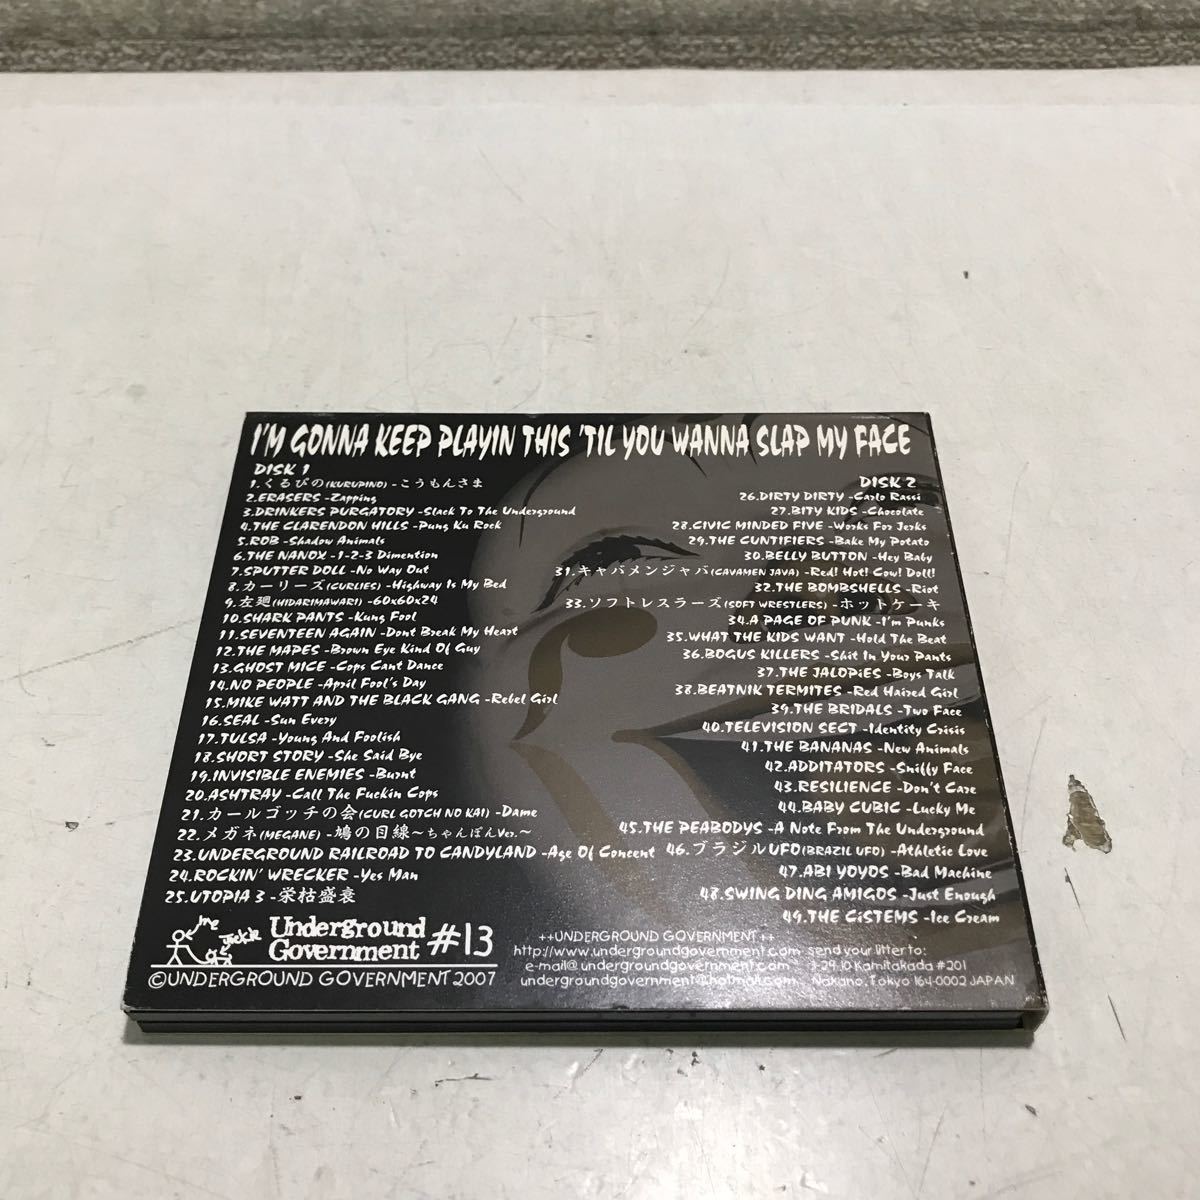 I'M GONNA KEEP PLAYIN THIS 'TIL YOU WANNA SLAP MY FACE
DISK 1
1.くるぴの(KURUPINO) -こうもんさま
2.ERASERS -Zapping
3.DRINKERS PURGATORY -Slack To The Underground
4.THE CLARENDON HILLS -Pung Ku Rock
5.ROB -Shadow Animals
6.THE NANOX -1-2-3 Dimention
7.SPUTTER DOLL -No Way Out
8.カーリーズ(CURLIES) -Highway Is My Bed
9.左廻(HIDARIMAWARI) -60x60x24
10.SHARK PANTS -Kung Fool
11.SEVENTEEN AGAIN -Dont Break My Heart
12.THE MAPES -Brown Eye Kind Of Guy
13.GHOST MICE -Cops Cant Dance
14.NO PEOPLE -April Fool's Day
15.MIKE WATT AND THE BLACK GANG -Rebel Girl
16.SEAL -Sun Every
17.TULSA -Young And Foolish
18.SHORT STORY -She Said Bye
19.INVISIBLE ENEMIES -Burnt
20.ASHTRAY -Call The Fuckin Cops
21.カールゴッチの会(CURL GOTCH NO KAI) -Dame
22.メガネ(MEGANE) -鳩の目線～ちゃんぽんVer.～
23.UNDERGROUND RAILROAD TO CANDYLAND -Age Of Concent
24.ROCKIN' WRECKER -Yes Man
25.UTOPIA 3 -栄枯盛衰
DISK 2
26.DIRTY DIRTY -Carlo Rassi
27.BITY KIDS -Chocolate
28.CIVIC MINDED FIVE -Works For Jerks
29.THE CUNTIFIERS -Bake My Potato
30.BELLY BUTTON -Hey Baby
31.キャバメンジャバ(CAVAMEN JAVA) -Red! Hot! Cow! Doll!
32.THE BOMBSHELLS -Riot
33.ソフトレスラーズ(SOFT WRESTLERS) -ホットケーキ
34.A PAGE OF PUNK -I'm Punks
35.WHAT THE KIDS WANT -Hold The Beat
36.BOGUS KILLERS -Shit In Your Pants
37.THE JALOPiES -Boys Talk
38.BEATNIK TERMITES -Red Haired Girl
39.THE BRIDALS -Two Face
40.TELEVISION SECT -Identity Crisis
41.THE BANANAS -New Animals
42.ADDITATORS -Sniffy Face
43.RESILIENCE -Don't Care
44.BABY CUBIC -Lucky Me
45.THE PEABODYS -A Note From The Underground
46.ブラジルUFO(BRAZIL UFO) -Athletic Love
47.ABI YOYOS -Bad Machine
48.SWING DING AMIGOS -Just Enough
49.THE CiSTEMS -Ice Cream
me
JackiE
Underground
Government #13
©UNDERGROUND GOVERNMENT 2007
++UNDERGROUND GOVERNMENT++
http://www.undergroundgovernment.com
e-mail@undergroundgovernment.com
undergroundgovernment@hotmail.com
send your litter to:
3-29-10 Kamitakada #201
Nakano, Tokyo 164-0002 JAPAN